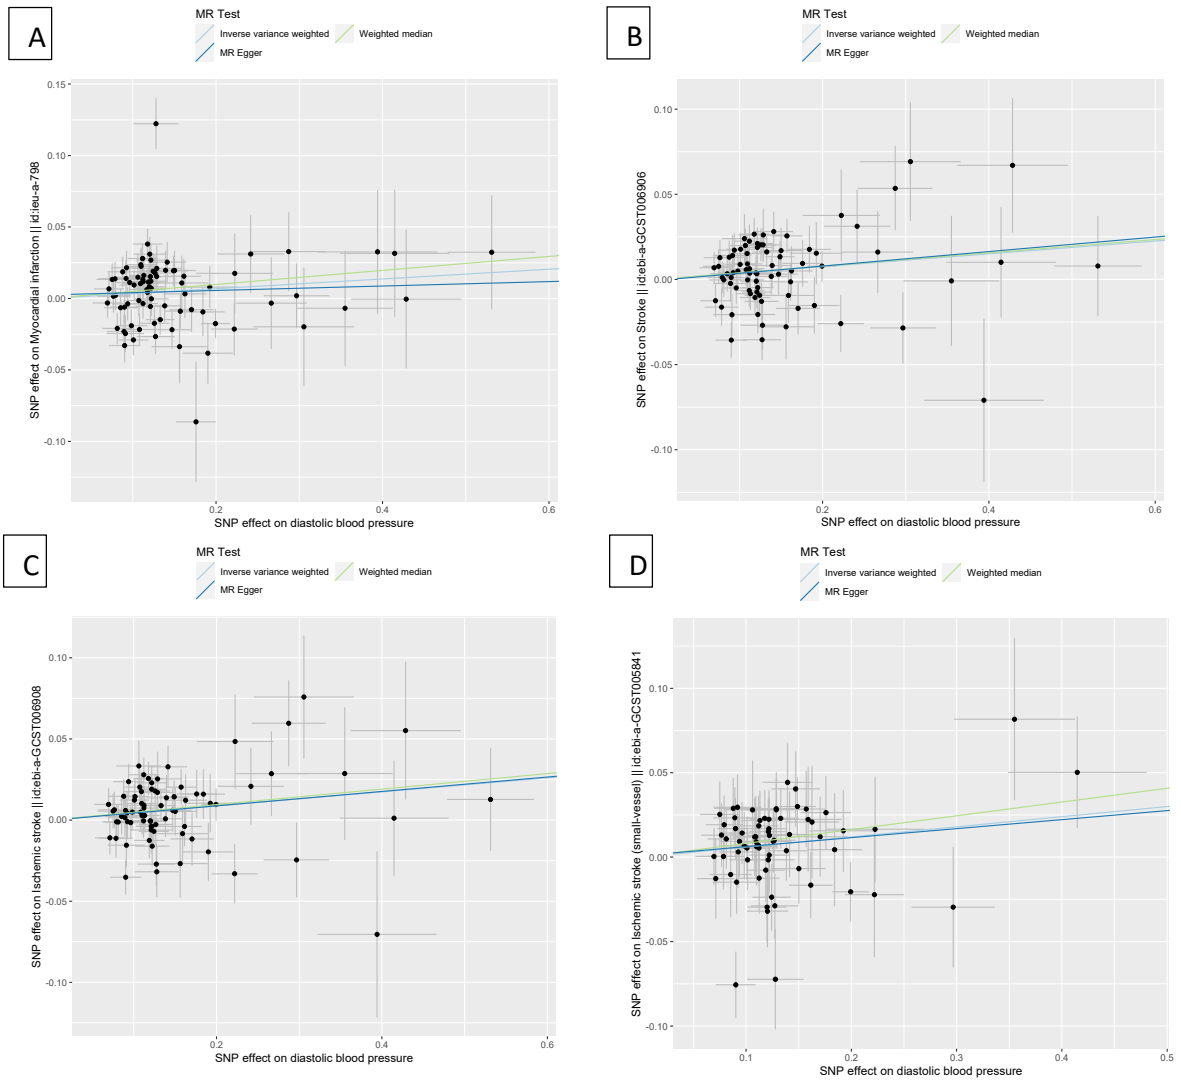 A
MR Test
Inverse variance weighted
Weighted median
MR Egger
0.15
0.10
0.05
0.00
-0.10
0.2
0.4
0.6
SNP effect on Myocardial infarction || id:ieu-a-798
SNP effect on diastolic blood pressure
B
MR Test
Inverse variance weighted
Weighted median
MR Egger
0.10
0.05
0.00
-0.05
-0.10
0.2
0.4
0.6
SNP effect on Stroke || id:ebi-a-GCST006906
SNP effect on diastolic blood pressure
C
MR Test
Inverse variance weighted
Weighted median
MR Egger
0.10
0.05
0.00
-0.05
-0.10
0.2
0.4
0.6
SNP effect on Ischemic stroke || id:ebi-a-GCST006908
SNP effect on diastolic blood pressure
D
MR Test
Inverse variance weighted
Weighted median
MR Egger
0.10
0.05
0.00
-0.05
-0.10
0.1
0.2
0.3
0.4
0.5
SNP effect on Ischemic stroke (small-vessel) || id:ebi-a-GCST005841
SNP effect on diastolic blood pressure